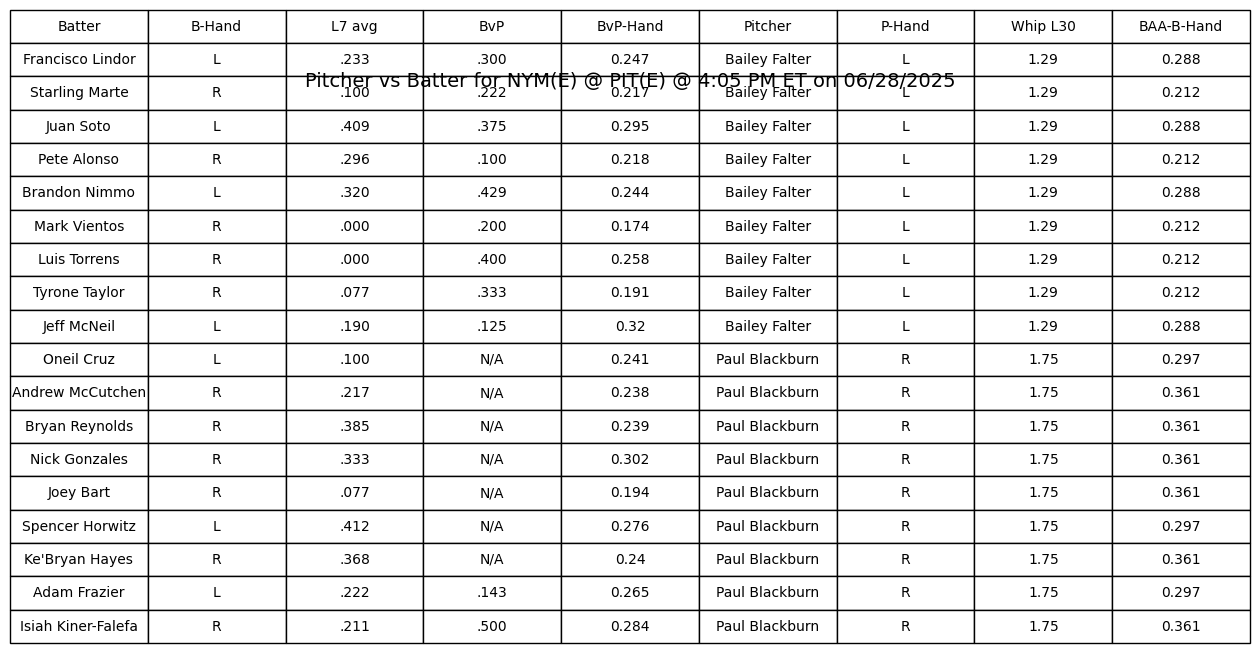 Batter B-Hand L7 avg BvP BvP-Hand Pitcher P-Hand Whip L30 BAA-B-Hand
Francisco Lindor L .233 .300 0.247 Bailey Falter L 1.29 0.288
Pitcher vs Batter for NYM(E) @ PIT(E) @ 4:05 PM ET on 06/28/2025
Starling Marte R .100 .222 0.217 Bailey Falter L 1.29 0.212
Juan Soto L .409 .375 0.295 Bailey Falter L 1.29 0.288
Pete Alonso R .296 .100 0.218 Bailey Falter L 1.29 0.212
Brandon Nimmo L .320 .429 0.244 Bailey Falter L 1.29 0.288
Mark Vientos R .000 .200 0.174 Bailey Falter L 1.29 0.212
Luis Torrens R .000 .400 0.258 Bailey Falter L 1.29 0.212
Tyrone Taylor R .077 .333 0.191 Bailey Falter L 1.29 0.212
Jeff McNeil L .190 .125 0.32 Bailey Falter L 1.29 0.288
Oneil Cruz L .100 N/A 0.241 Paul Blackburn R 1.75 0.297
Andrew McCutchen R .217 N/A 0.238 Paul Blackburn R 1.75 0.361
Bryan Reynolds R .385 N/A 0.239 Paul Blackburn R 1.75 0.361
Nick Gonzales R .333 N/A 0.302 Paul Blackburn R 1.75 0.361
Joey Bart R .077 N/A 0.194 Paul Blackburn R 1.75 0.361
Spencer Horwitz L .412 N/A 0.276 Paul Blackburn R 1.75 0.297
Ke'Bryan Hayes R .368 N/A 0.24 Paul Blackburn R 1.75 0.361
Adam Frazier L .222 .143 0.265 Paul Blackburn R 1.75 0.297
Isiah Kiner-Falefa R .211 .500 0.284 Paul Blackburn R 1.75 0.361